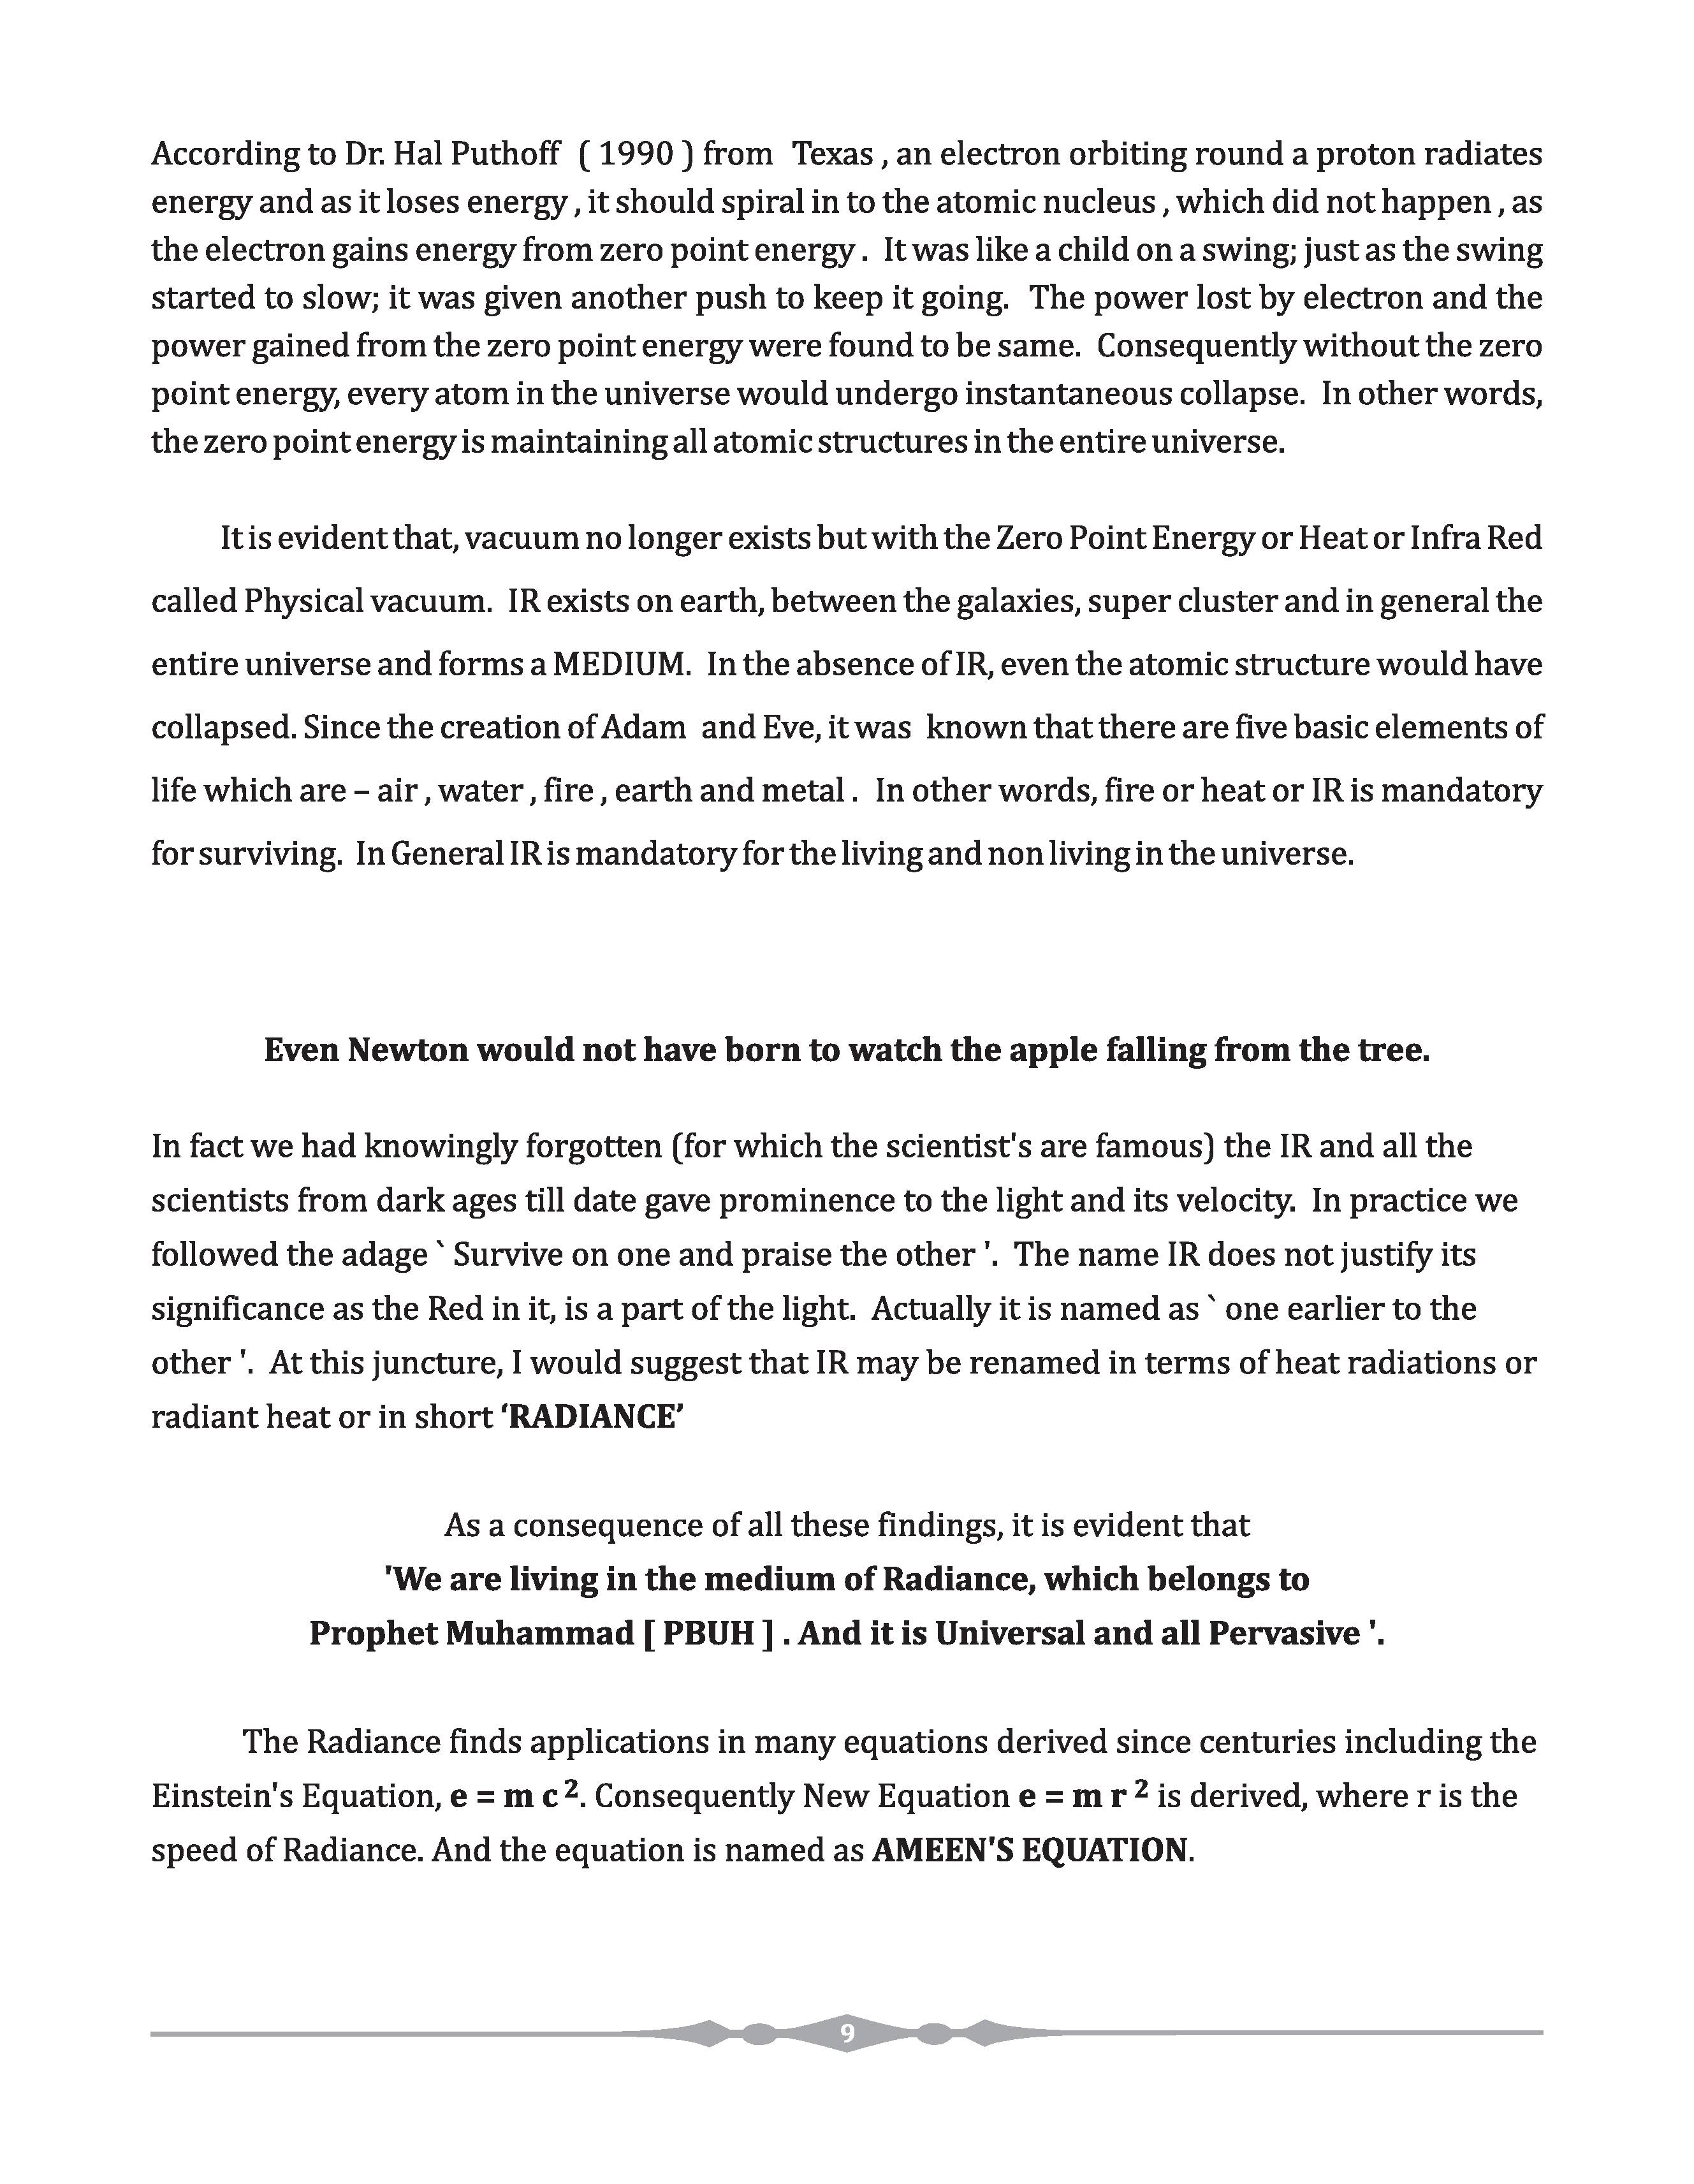 According to Dr. Hal Puthoff ( 1990 ) from Texas , an electron orbiting round a proton radiates
energy and as it loses energy , it should spiral in to the atomic nucleus , which did not happen , as
the electron gains energy from zero point energy . It was like a child on a swing; just as the swing
started to slow; it was given another push to keep it going. The power lost by electron and the
power gained from the zero point energy were found to be same. Consequently without the zero
point energy, every atom in the universe would undergo instantaneous collapse. In other words,
the zero point energy is maintaining all atomic structures in the entire universe.
It is evident that, vacuum no longer exists but with the Zero Point Energy or Heat or Infra Red
called Physical vacuum. IR exists on earth, between the galaxies, super cluster and in general the
entire universe and forms a MEDIUM. In the absence of IR, even the atomic structure would have
collapsed. Since the creation of Adam and Eve, it was known that there are five basic elements of
life which are – air , water , fire , earth and metal . In other words, fire or heat or IR is mandatory
for surviving. In General IR is mandatory for the living and non living in the universe.
Even Newton would not have born to watch the apple falling from the tree.
In fact we had knowingly forgotten (for which the scientist's are famous) the IR and all the
scientists from dark ages till date gave prominence to the light and its velocity. In practice we
followed the adage ` Survive on one and praise the other '. The name IR does not justify its
significance as the Red in it, is a part of the light. Actually it is named as ` one earlier to the
other '. At this juncture, I would suggest that IR may be renamed in terms of heat radiations or
radiant heat or in short ‘RADIANCE’
As a consequence of all these findings, it is evident that
'We are living in the medium of Radiance, which belongs to
Prophet Muhammad [ PBUH ] . And it is Universal and all Pervasive '.
The Radiance finds applications in many equations derived since centuries including the
Einstein's Equation, e = m c ². Consequently New Equation e = m r ² is derived, where r is the
speed of Radiance. And the equation is named as AMEEN'S EQUATION.
9